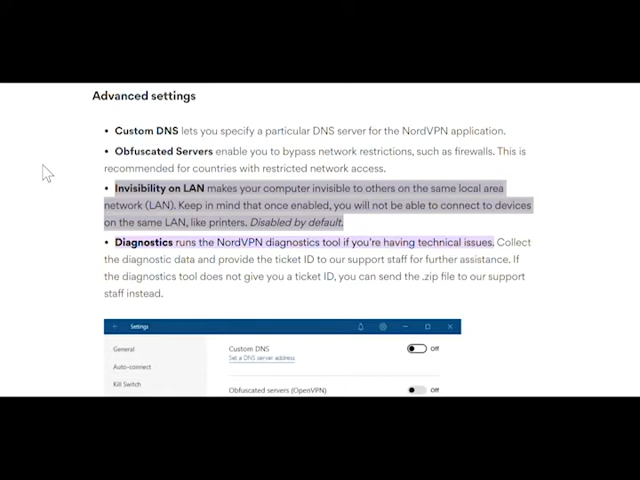 Advanced settings
• Custom DNS lets you specify a particular DNS server for the NordVPN application.
• Obfuscated Servers enable you to bypass network restrictions, such as firewalls. This is
recommended for countries with restricted network access.
• Invisibility on LAN makes your computer invisible to others on the same local area
network (LAN). Keep in mind that once enabled, you will not be able to connect to devices
on the same LAN, like printers. Disabled by default.
• Diagnostics runs the NordVPN diagnostics tool if you're having technical issues. Collect
the diagnostic data and provide the ticket ID to our support staff for further assistance. If
the diagnostics tool does not give you a ticket ID, you can send the .zip file to our support
staff instead.
Settings
General
Custom DNS
Off
Set a DNS server address
Auto-connect
Kill Switch
Obfuscated servers (OpenVPN)
Off